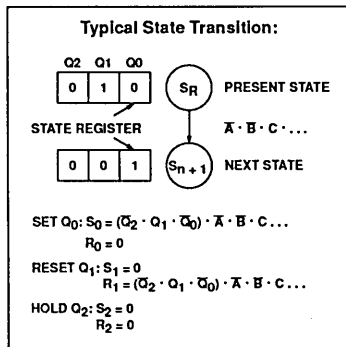 Typical State Transition:
Q2 Q1 Q0
0 1 0
S_R
PRESENT STATE
STATE REGISTER
A̅ · B̅ · C · ...
0 0 1
S_{n + 1}
NEXT STATE
SET Q₀: S₀ = (Q̅₂ · Q₁ · Q̅₀) · A̅ · B̅ · C ...
R₀ = 0
RESET Q₁: S₁ = 0
R₁ = (Q̅₂ · Q₁ · Q̅₀) · A̅ · B̅ · C ...
HOLD Q₂: S₂ = 0
R₂ = 0